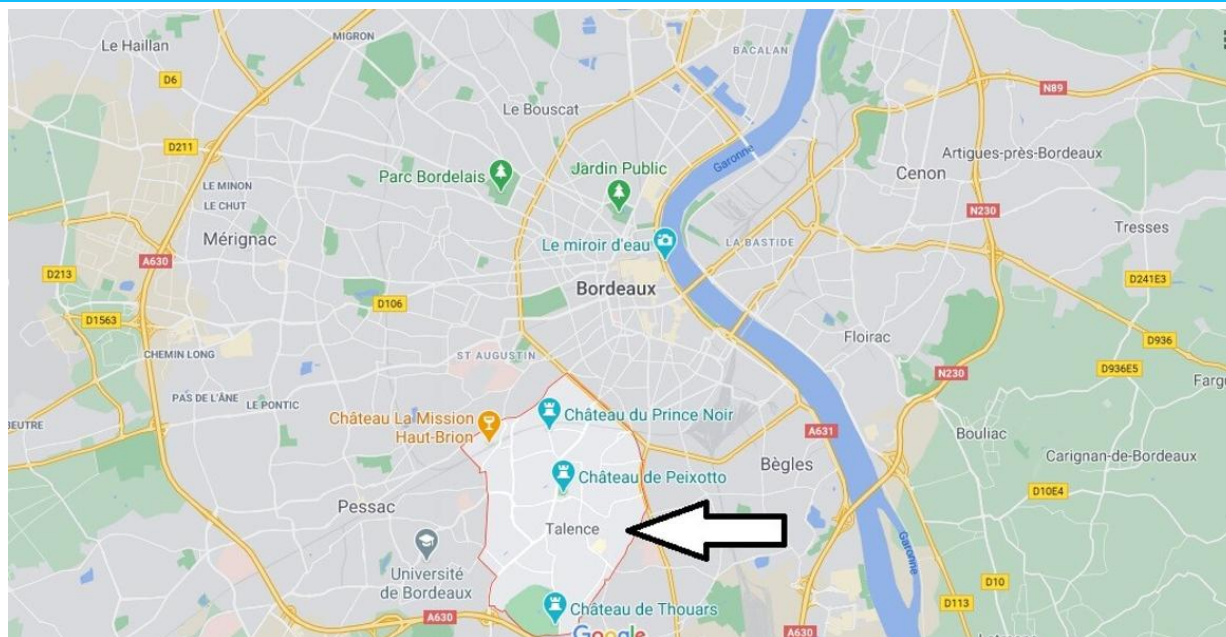 Le Haillan
MIGRON
BACALAN
D6
N89
Le Bouscat
D211
Garonne
Artigues-près-Bordeaux
Parc Bordelais
Jardin Public
Cenon
LE MINON
LE CHUT
N230
Tresses
Mérignac
Le miroir d'eau
LA BASTIDE
A630
D213
D241E3
Bordeaux
D106
D1563
Floirac
D936
CHEMIN LONG
ST AUGUSTIN
D936E5
N230
Fargu
PAS DE L'ÂNE
LE PONTIC
Château La Mission
Haut-Brion
Château du Prince Noir
BEUTRE
A631
Bouliac
Carignan-de-Bordeaux
Bègles
Château de Peixotto
D10E4
Pessac
Talence
Garonne
Université
de Bordeaux
D10
D113
Château de Thouars
A630
A630
Google